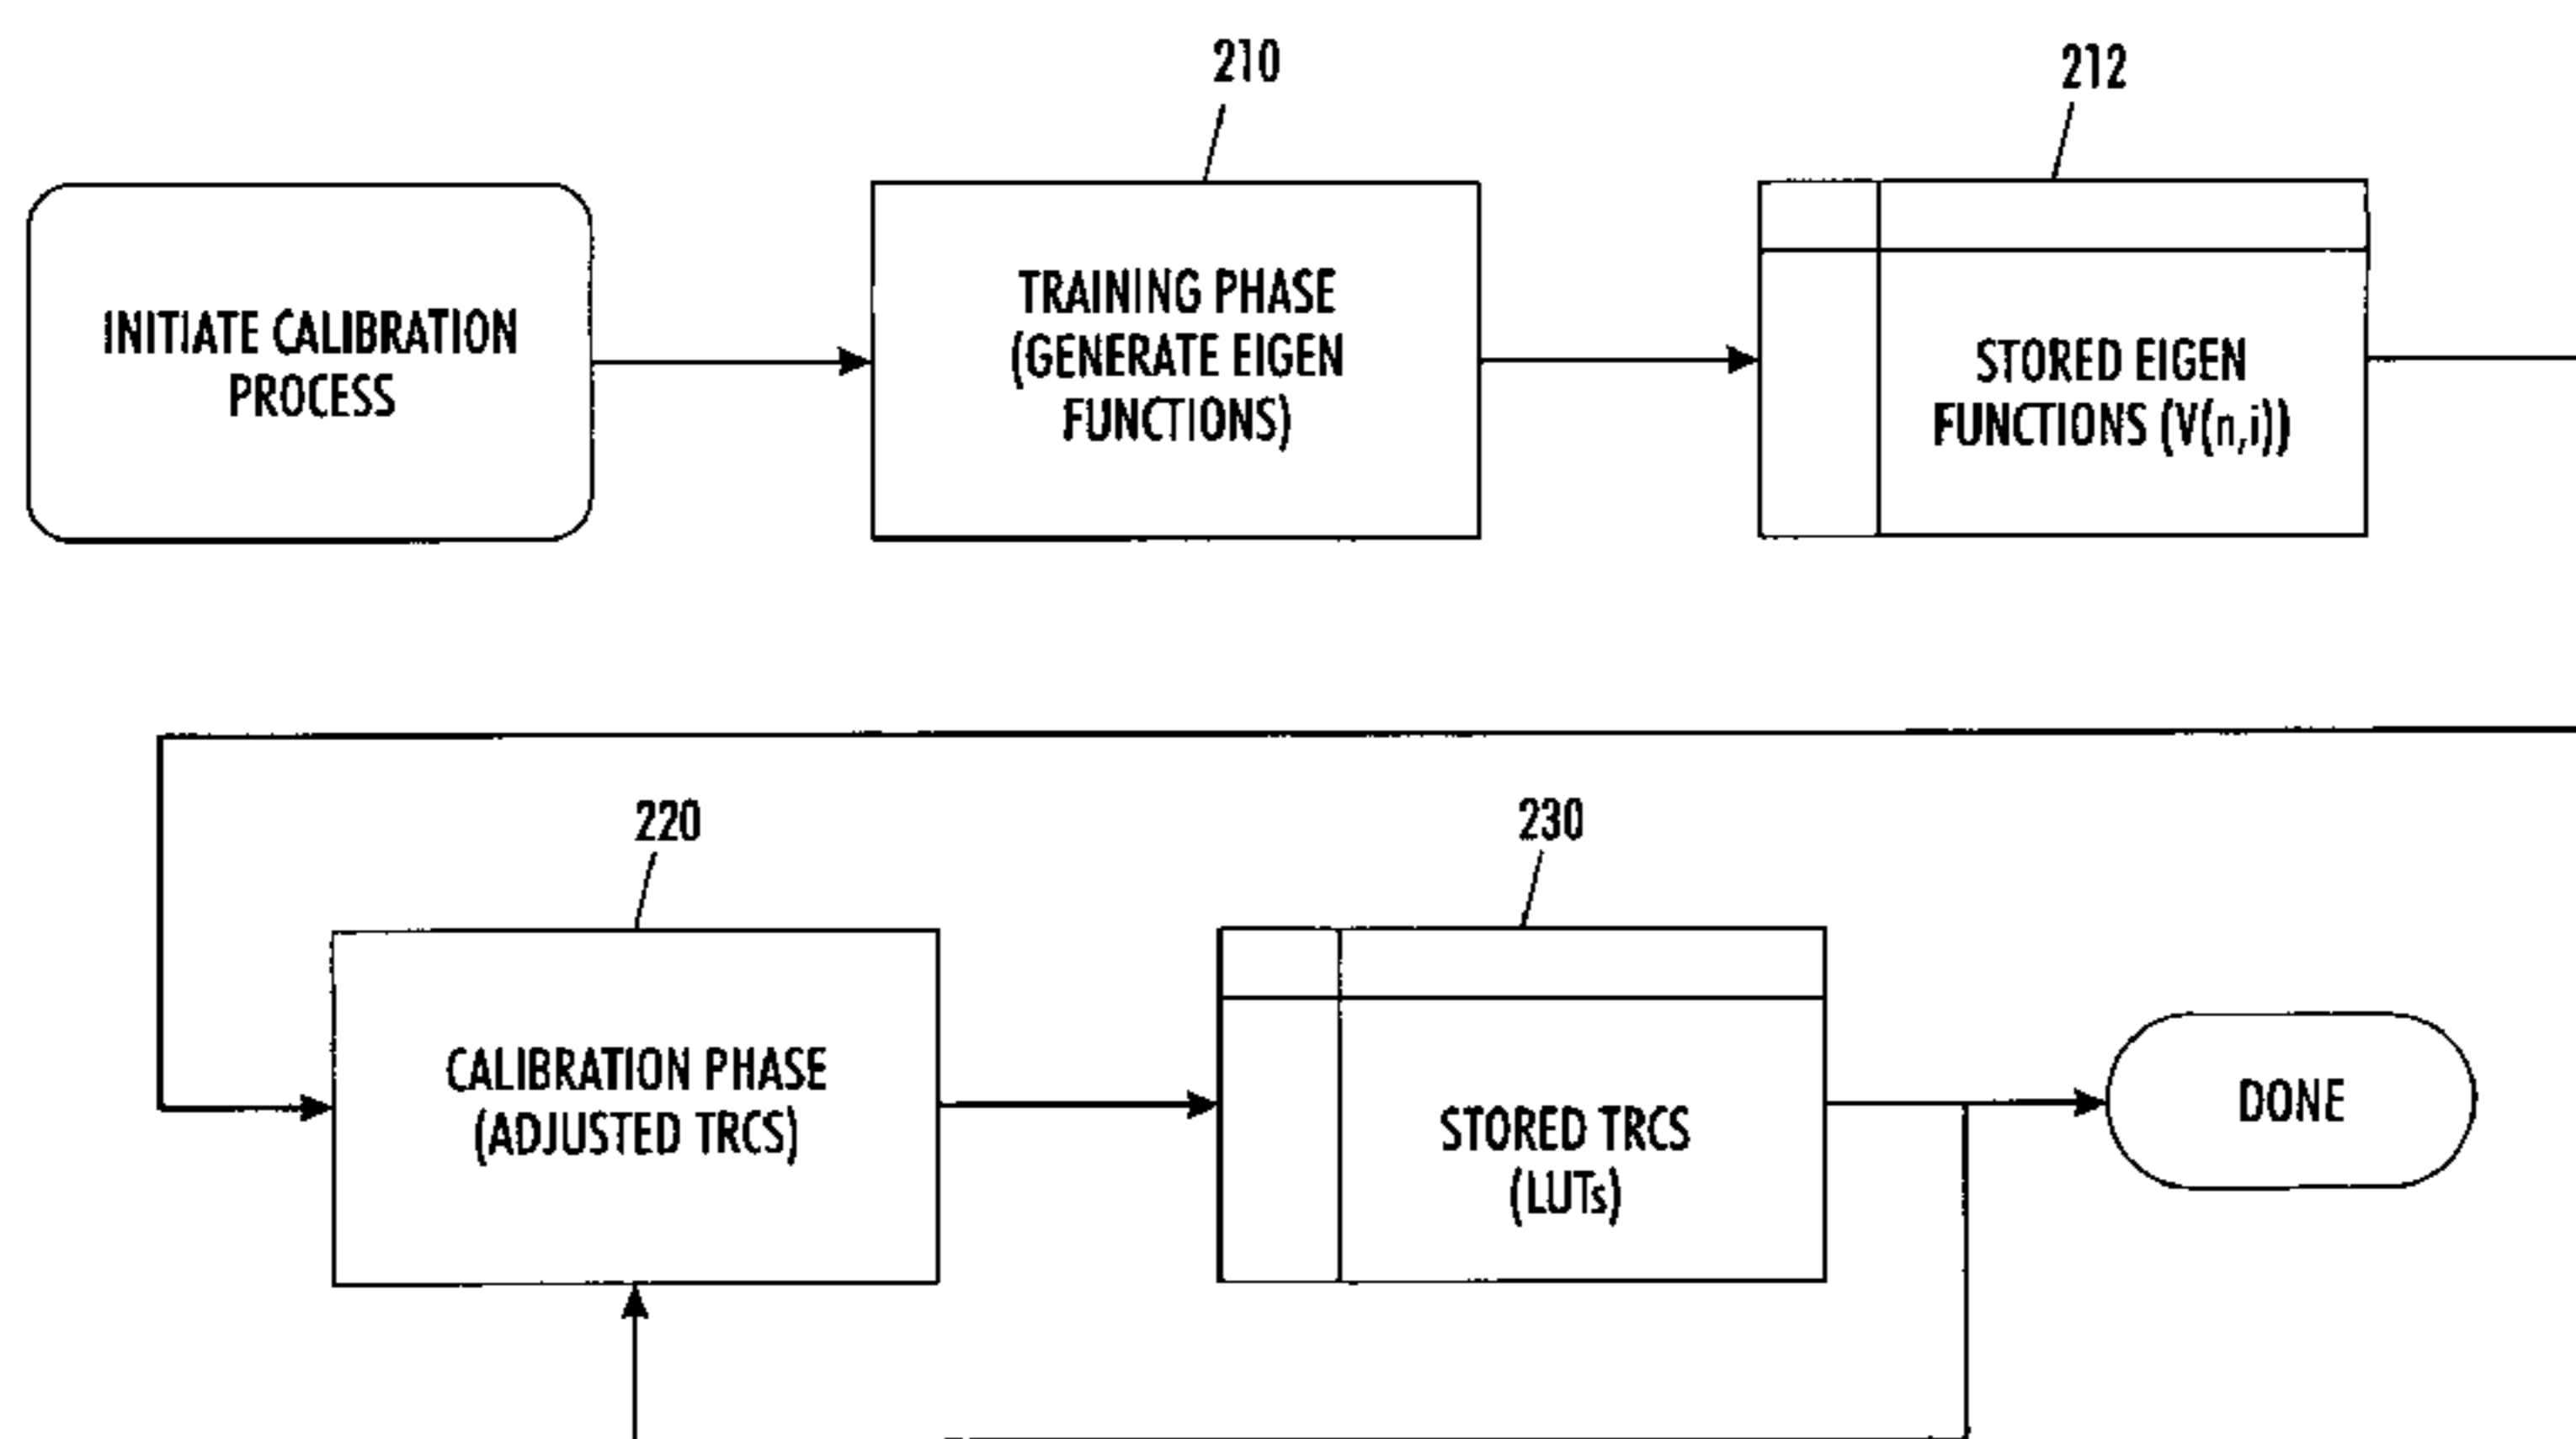 210
212
INITIATE CALIBRATION
PROCESS
TRAINING PHASE
(GENERATE EIGEN
FUNCTIONS)
STORED EIGEN
FUNCTIONS (V(n,i))
220
230
CALIBRATION PHASE
(ADJUSTED TRCS)
STORED TRCS
(LUTs)
DONE